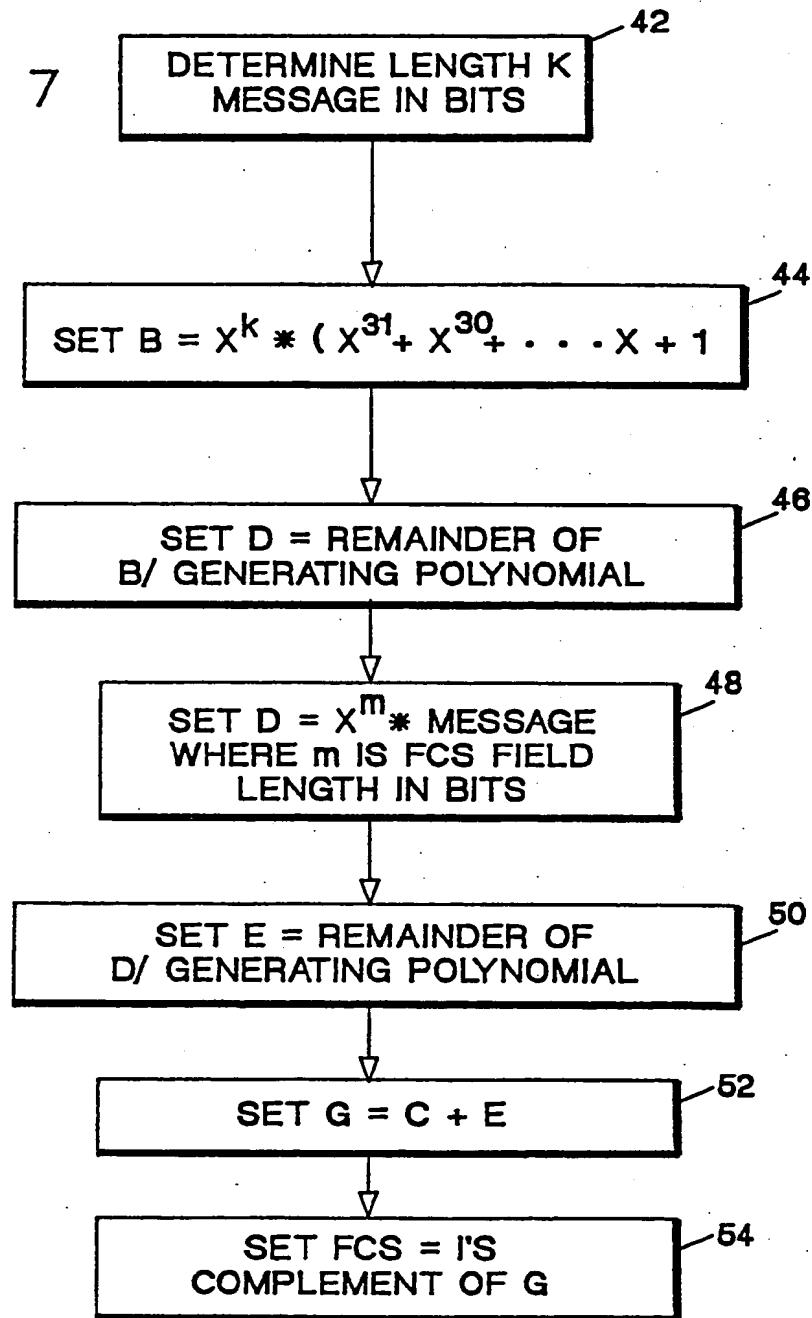 42
7
DETERMINE LENGTH K
MESSAGE IN BITS
44
SET B = X^k * ( X^31 + X^30 + · · · X + 1
46
SET D = REMAINDER OF
B/ GENERATING POLYNOMIAL
48
SET D = X^m * MESSAGE
WHERE m IS FCS FIELD
LENGTH IN BITS
50
SET E = REMAINDER OF
D/ GENERATING POLYNOMIAL
52
SET G = C + E
54
SET FCS = I'S
COMPLEMENT OF G